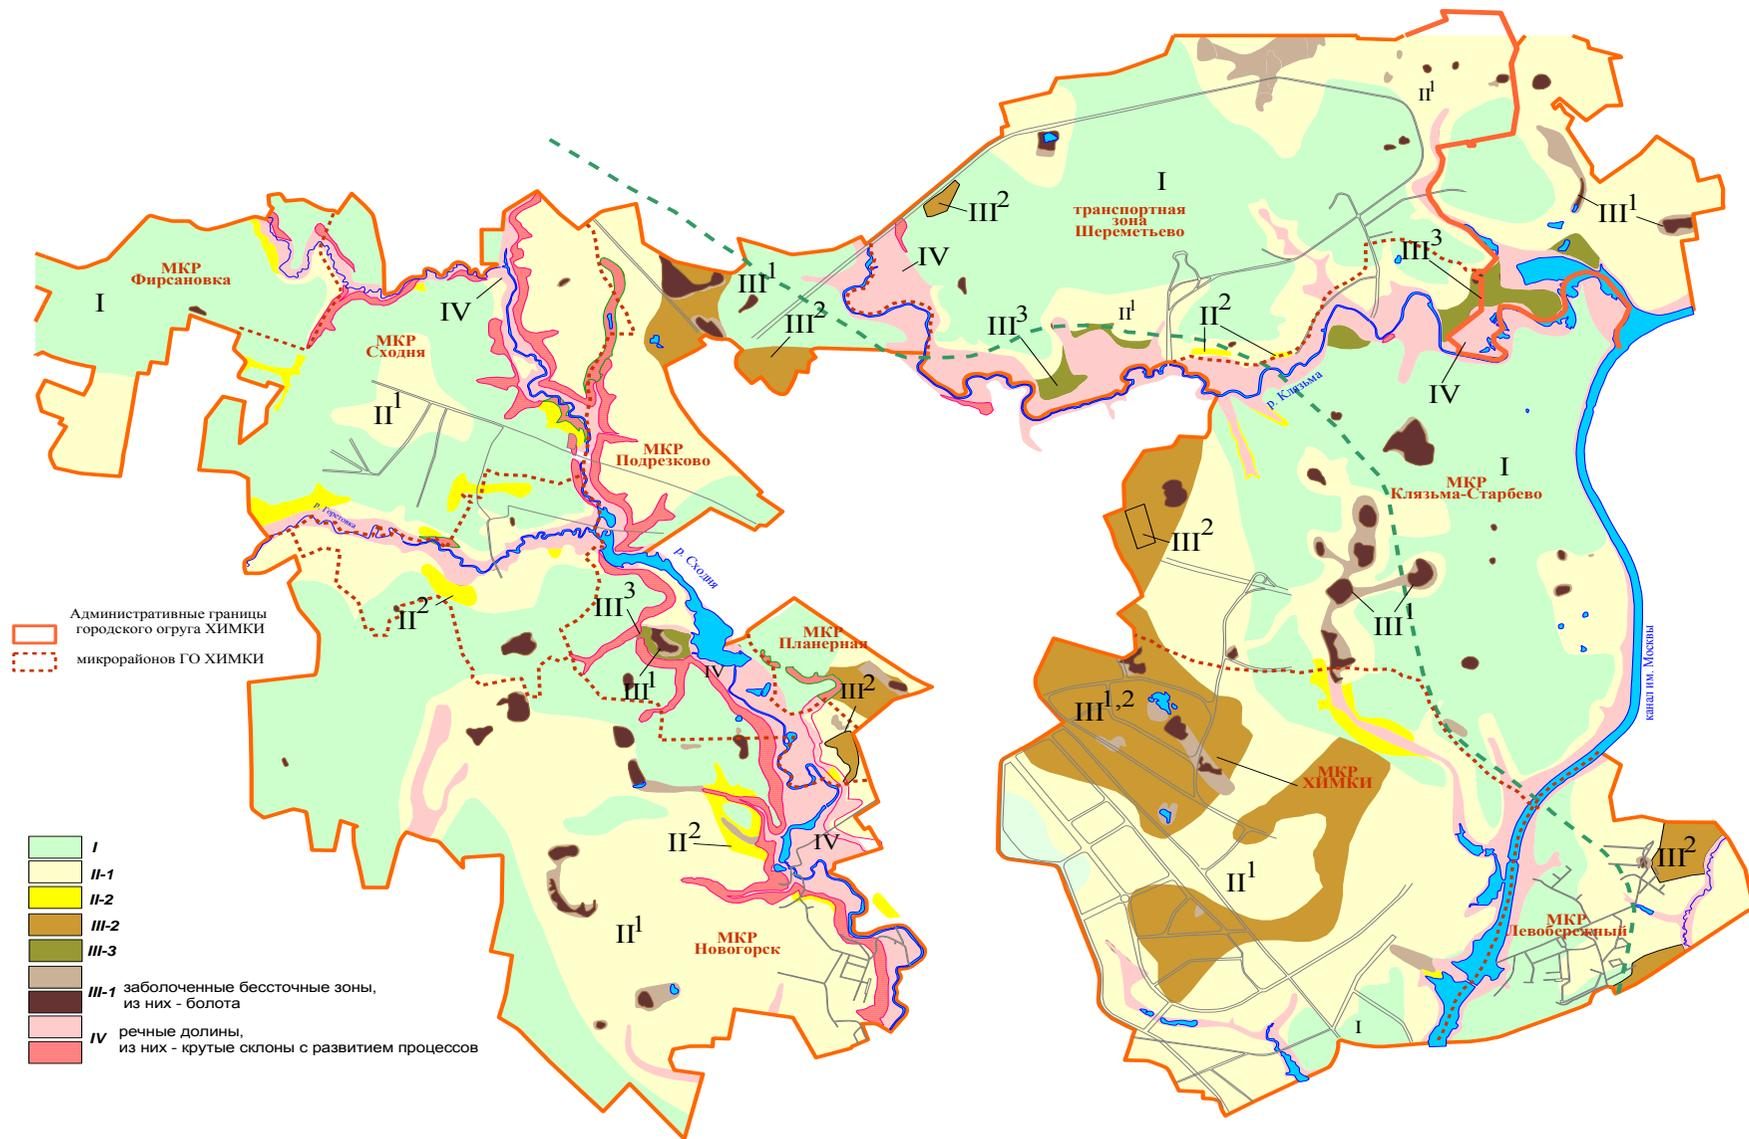 II¹
I
III²
транспортная
зона
Шереметьево
III¹
МКР
Фирсановка
I
IV
III³
III¹
IV
III²
III³
II¹
II²
МКР
Сходня
IV
р. Клязьма
II¹
МКР
Подрезково
I
МКР
Клязьма-Старбево
р. Горетовка
III²
р. Сходня
III³
II²
III¹
Административные границы
городского огруга ХИМКИ
микрорайонов ГО ХИМКИ
МКР
Планерная
IV
III¹
III²
канал им. Москвы
III¹,²
МКР
ХИМКИ
II²
IV
III²
II¹
I
II-1
II-2
III-2
III-3
III-1 заболоченные бессточные зоны,
из них - болота
IV речные долины,
из них - крутые склоны с развитием процессов
II¹
МКР
Новогорск
МКР
Левобережный
I